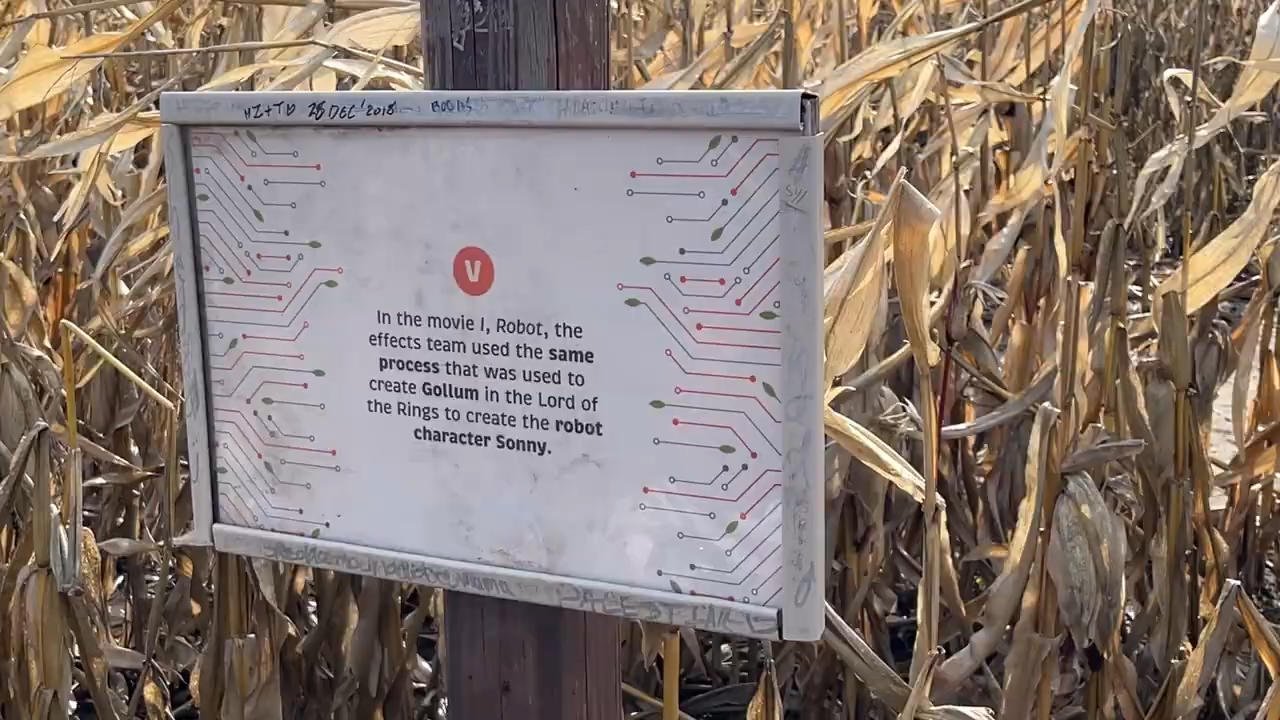 28 DEC 2018
V
In the movie I, Robot, the
effects team used the same
process that was used to
create Gollum in the Lord of
the Rings to create the robot
character Sonny.